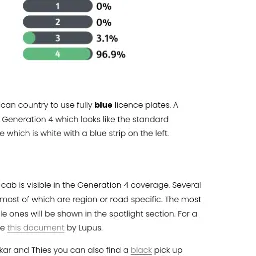 1 0%
2 0%
3 3.1%
4 96.9%
can country to use fully blue licence plates. A
Generation 4 which looks like the standard
e which is white with a blue strip on the left.
cab is visible in the Generation 4 coverage. Several
most of which are region or road specific. The most
le ones will be shown in the spotlight section. For a
e this document by Lupus.
kar and Thies you can also find a black pick up